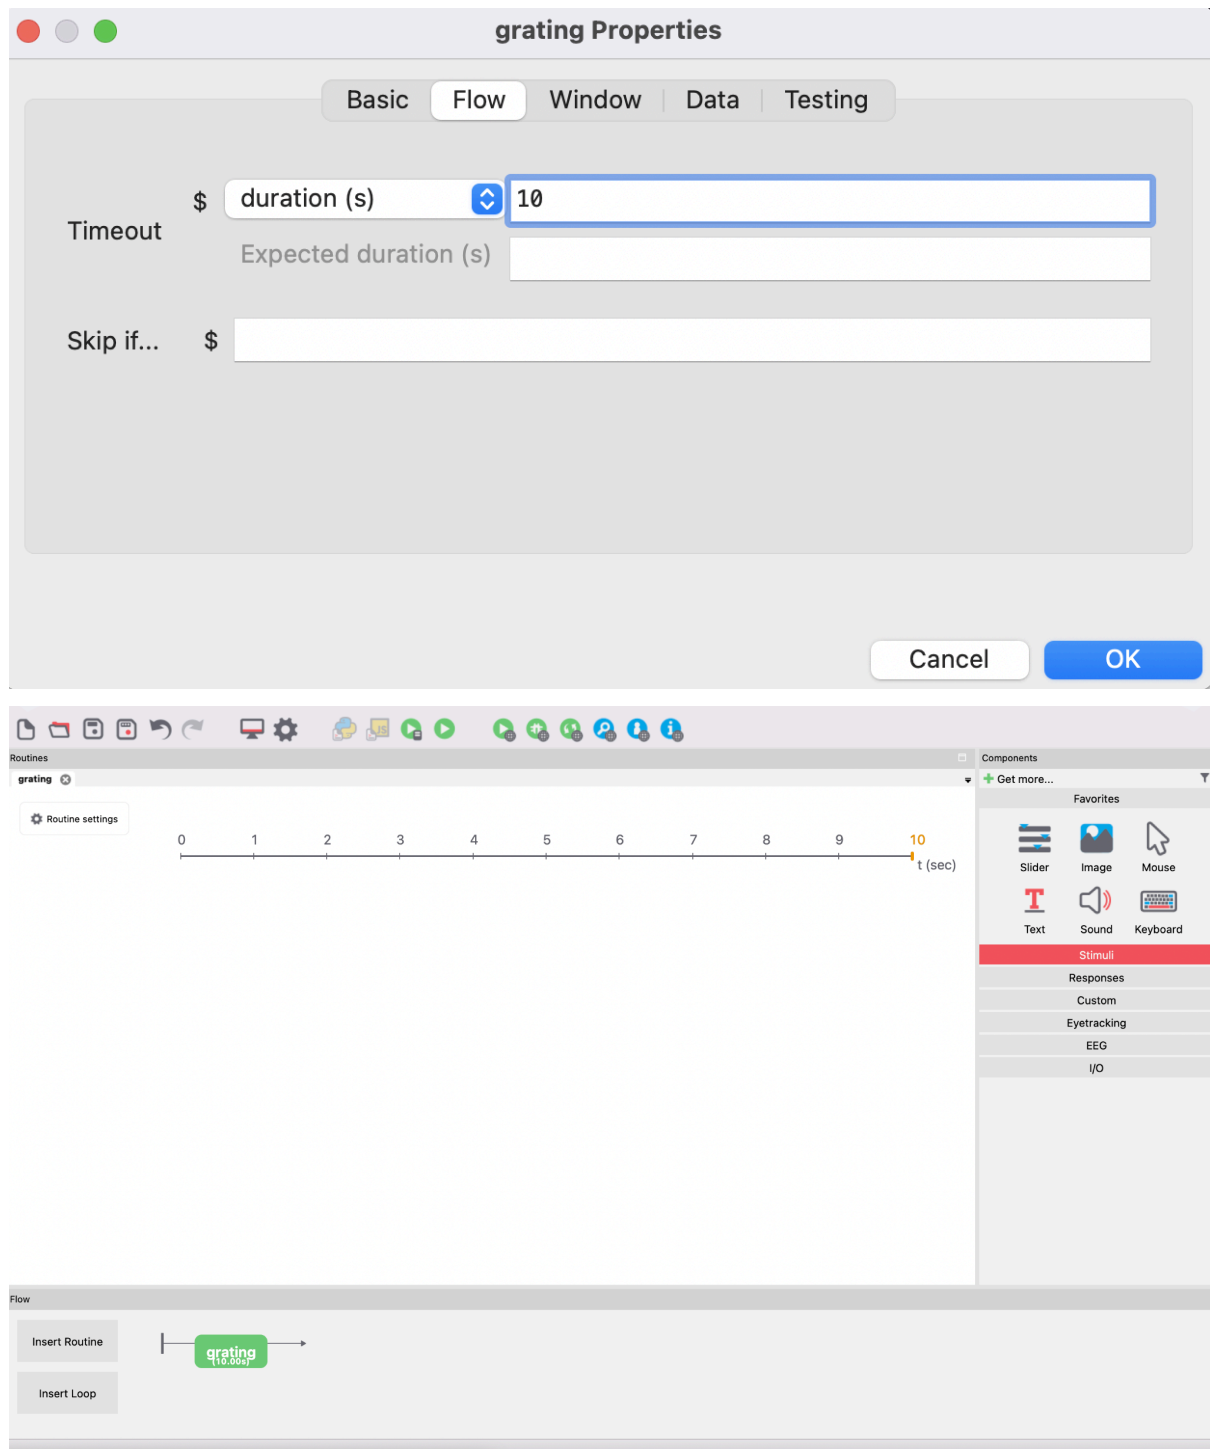 grating Properties
Basic Flow Window Data Testing
$ duration (s) 10
Timeout
Expected duration (s)
Skip if... $
Cancel OK
JS
Routines
grating
Routine settings
0 1 2 3 4 5 6 7 8 9 10
t (sec)
Components
Get more...
Favorites
Slider Image Mouse
T
Text Sound Keyboard
Stimuli
Responses
Custom
Eyetracking
EEG
I/O
Flow
Insert Routine
grating
(10.00s)
Insert Loop